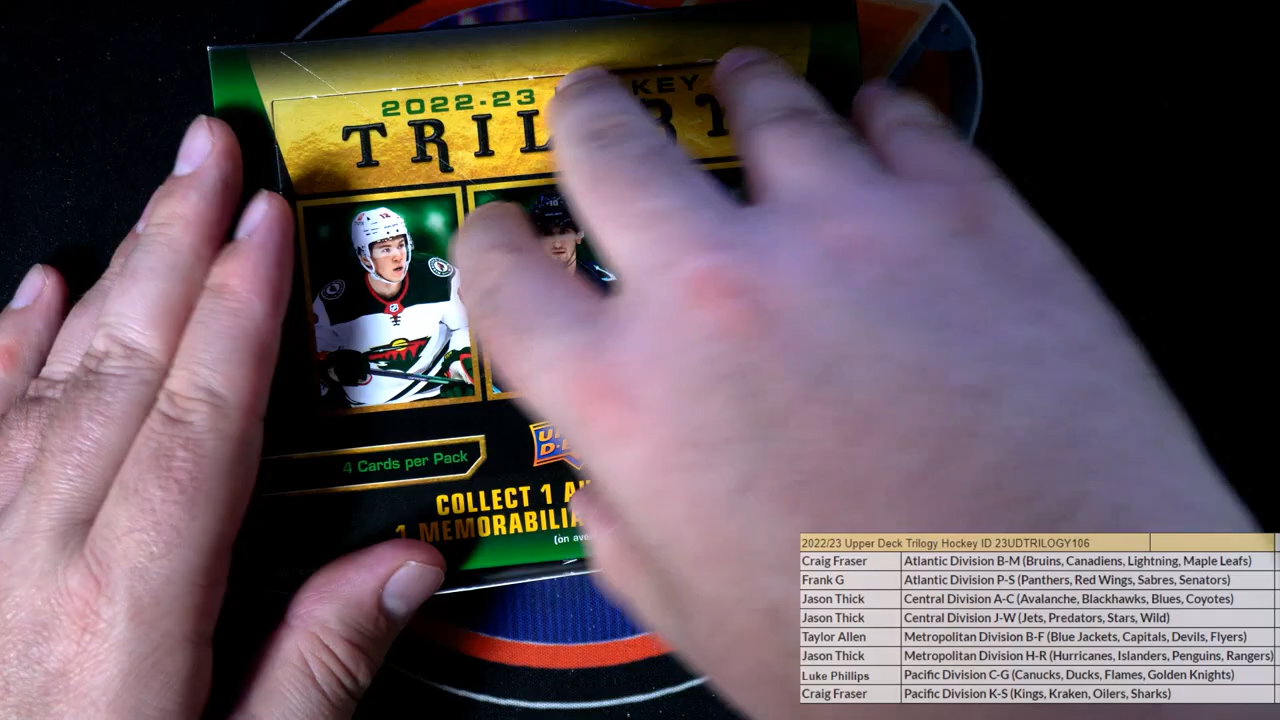 2022-23
KEY
TRIL
4 Cards per Pack
COLLECT 1
1 MEMORABILIA
(on ave
2022/23 Upper Deck Trilogy Hockey ID 23UDTRILOGY106
Craig Fraser Atlantic Division B-M (Bruins, Canadiens, Lightning, Maple Leafs)
Frank G Atlantic Division P-S (Panthers, Red Wings, Sabres, Senators)
Jason Thick Central Division A-C (Avalanche, Blackhawks, Blues, Coyotes)
Jason Thick Central Division J-W (Jets, Predators, Stars, Wild)
Taylor Allen Metropolitan Division B-F (Blue Jackets, Capitals, Devils, Flyers)
Jason Thick Metropolitan Division H-R (Hurricanes, Islanders, Penguins, Rangers)
Luke Phillips Pacific Division C-G (Canucks, Ducks, Flames, Golden Knights)
Craig Fraser Pacific Division K-S (Kings, Kraken, Oilers, Sharks)